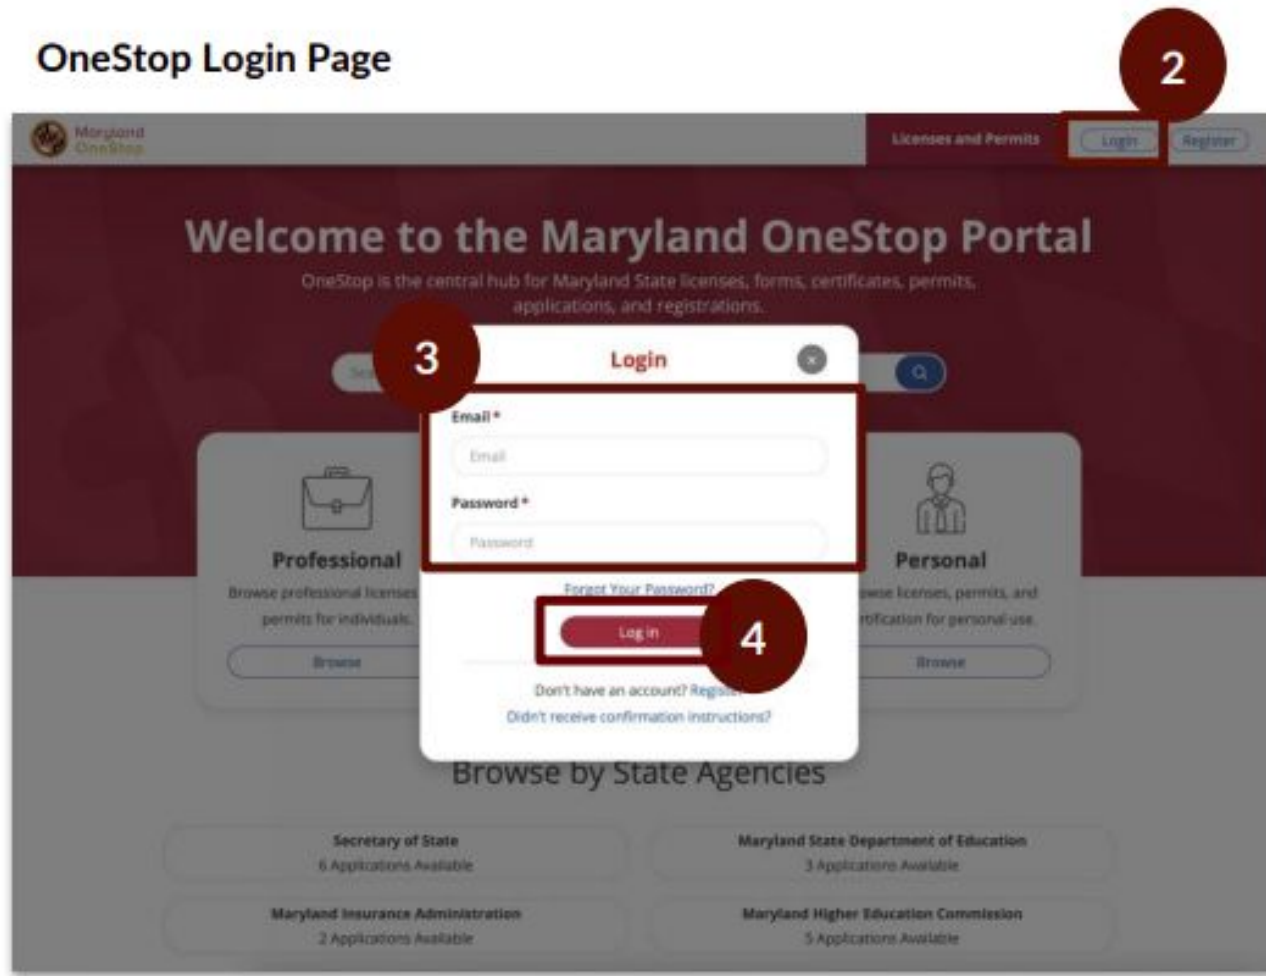 OneStop Login Page
2
Maryland
OneStop
Licenses and Permits
Login
Register
Welcome to the Maryland OneStop Portal
OneStop is the central hub for Maryland State licenses, forms, certificates, permits,
applications, and registrations.
3
Login
Email *
Email
Password *
Password
Forgot Your Password?
Log in
4
Don't have an account? Register
Didn't receive confirmation instructions?
Professional
Browse professional licenses
permits for individuals.
Browse
Personal
licenses, permits, and
for personal use.
Browse
Browse by State Agencies
Secretary of State
6 Applications Available
Maryland State Department of Education
3 Applications Available
Maryland Insurance Administration
2 Applications Available
Maryland Higher Education Commission
5 Applications Available